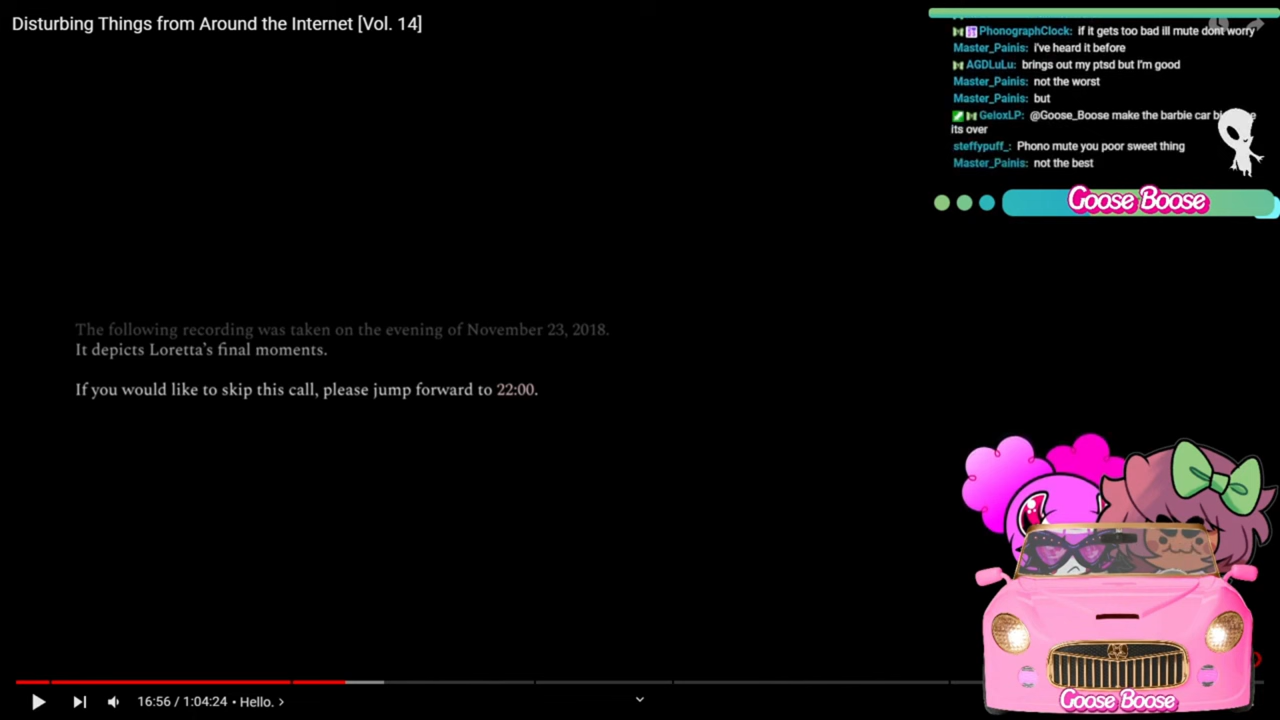 Disturbing Things from Around the Internet [Vol. 14]
PhonographClock: if it gets too bad ill mute dont worry
Master_Painis: i've heard it before
AGDLuLu: brings out my ptsd but I'm good
Master_Painis: not the worst
Master_Painis: but
GeloxLP: @Goose_Boose make the barbie car
its over
steffypuff_: Phono mute you poor sweet thing
Master_Painis: not the best
Goose Boose
The following recording was taken on the evening of November 23, 2018.
It depicts Loretta's final moments.
If you would like to skip this call, please jump forward to 22:00.
16:56 / 1:04:24 • Hello. >
Goose Boose